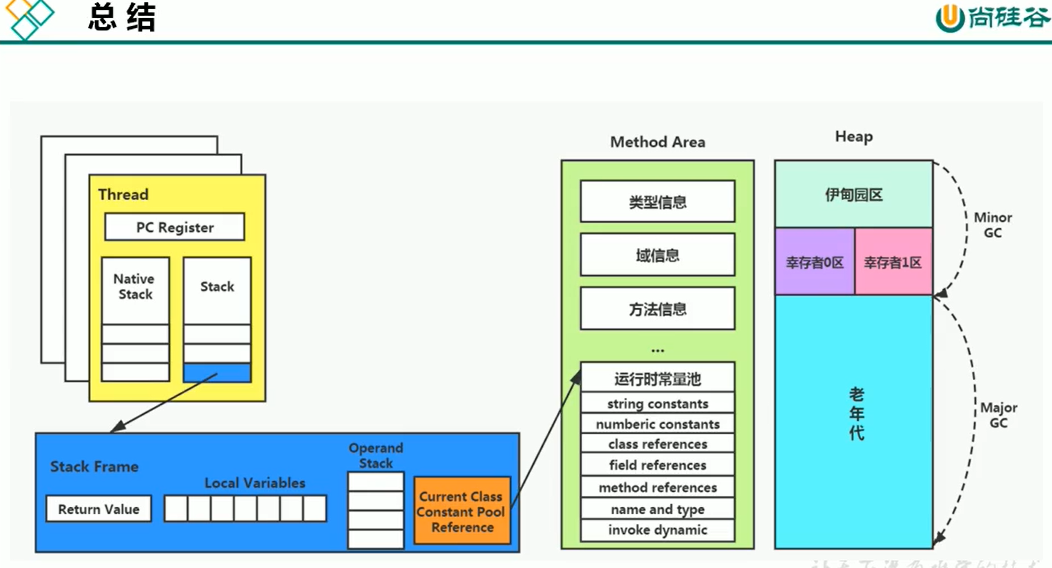 总结
尚硅谷
Thread
PC Register
Native
Stack
Stack
Stack Frame
Return Value
Local Variables
Operand
Stack
Current Class
Constant Pool
Reference
Method Area
类型信息
域信息
方法信息
...
运行时常量池
string constants
numberic constants
class references
field references
method references
name and type
invoke dynamic
Heap
伊甸园区
幸存者0区
幸存者1区
老
年
代
Minor
GC
Major
GC